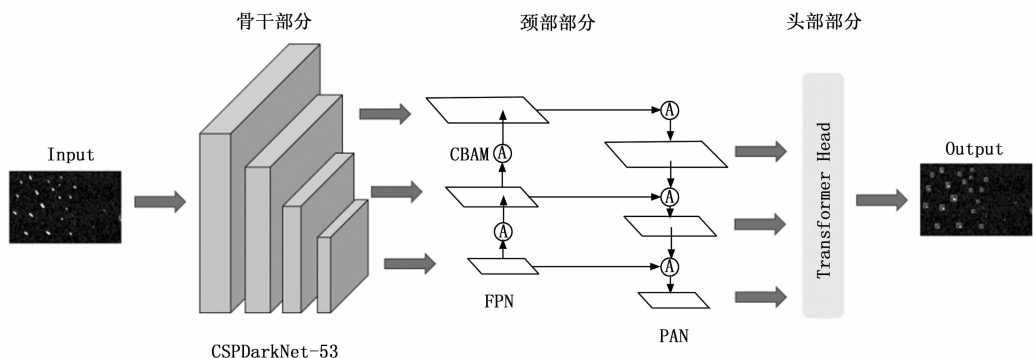 骨干部分
颈部部分
头部部分
Input
CBAM
A
A
A
A
A
FPN
PAN
CSPDarkNet-53
Transformer Head
Output